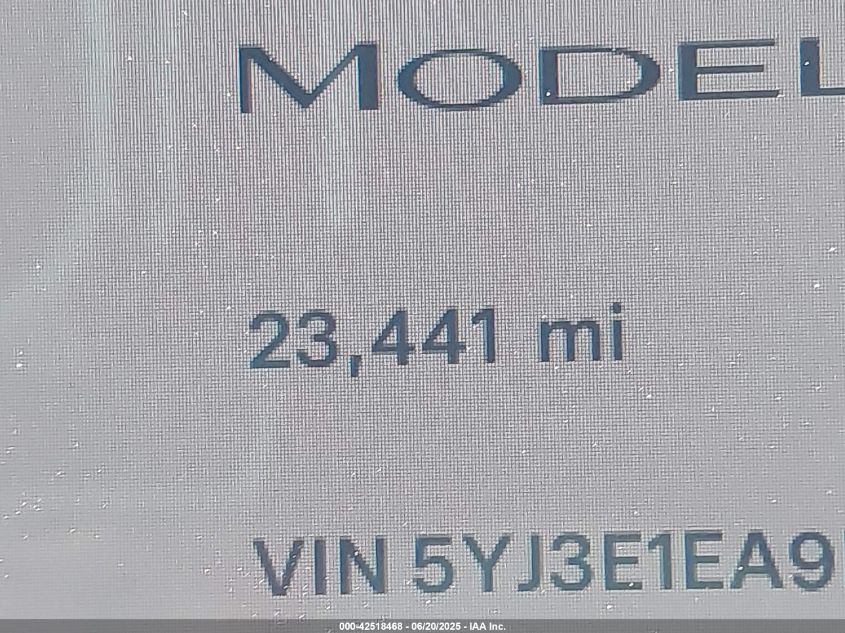 MODEL
23,441 mi
VIN 5YJ3E1EA9
000-42518468 - 06/20/2025 - IAA Inc.